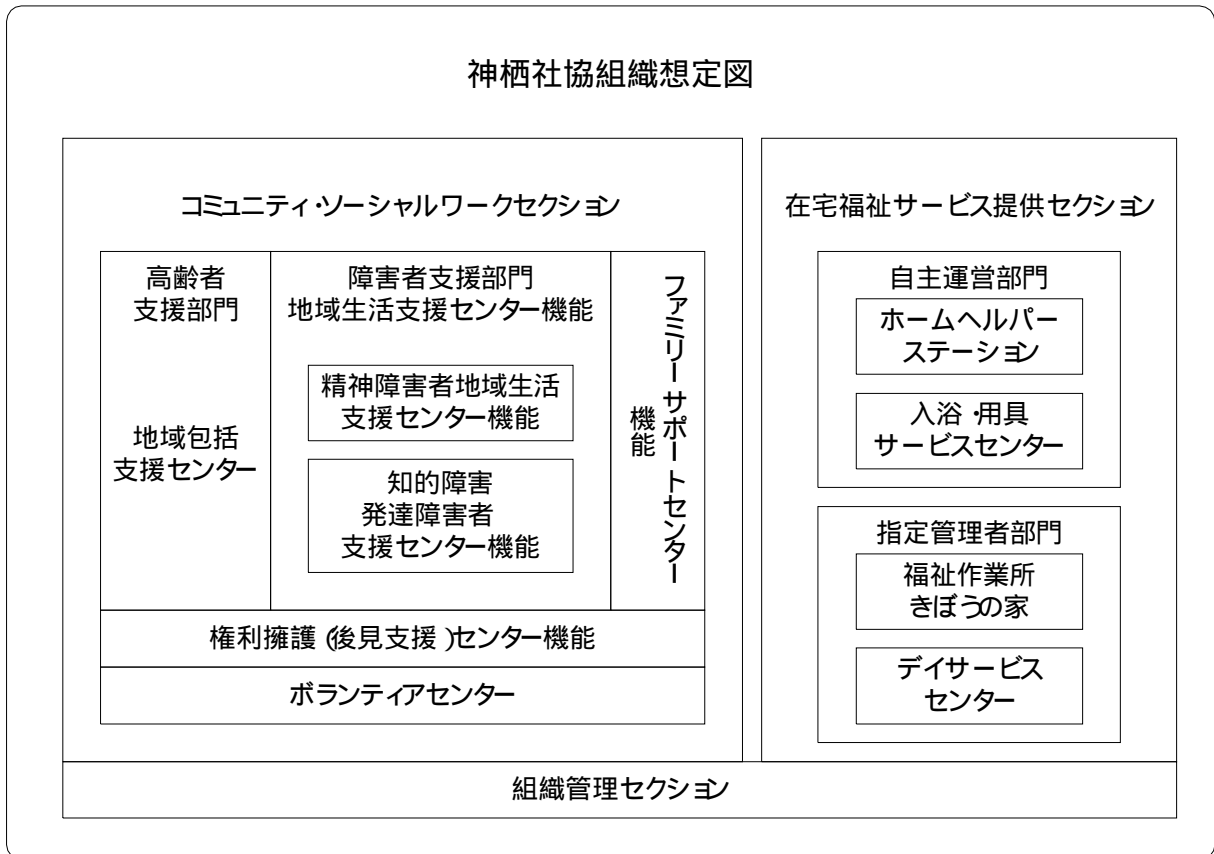 神栖社協組織想定図
コミュニティ・ソーシャルワークセクション
高齢者
支援部門
地域包括
支援センター
障害者支援部門
地域生活支援センター機能
精神障害者地域生活
支援センター機能
知的障害
発達障害者
支援センター機能
ファミリーサポートセンター
機能
権利擁護(後見支援)センター機能
ボランティアセンター
在宅福祉サービス提供セクション
自主運営部門
ホームヘルパー
ステーション
入浴・用具
サービスセンター
指定管理者部門
福祉作業所
きぼうの家
デイサービス
センター
組織管理セクション